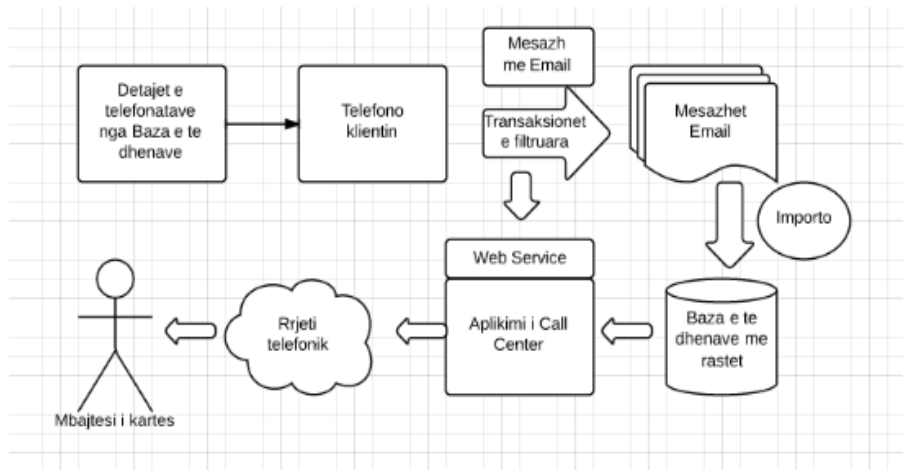 Detajet e
telefonatave
nga Baza e te
dhenave
Telefono
klientin
Mesazh
me Email
Transaksionet
e filtruara
Mesazhet
Email
Importo
Web Service
Aplikimi i Call
Center
Baza e te
dhenave me
rastet
Rrjeti
telefonik
Mbajtesi i kartes